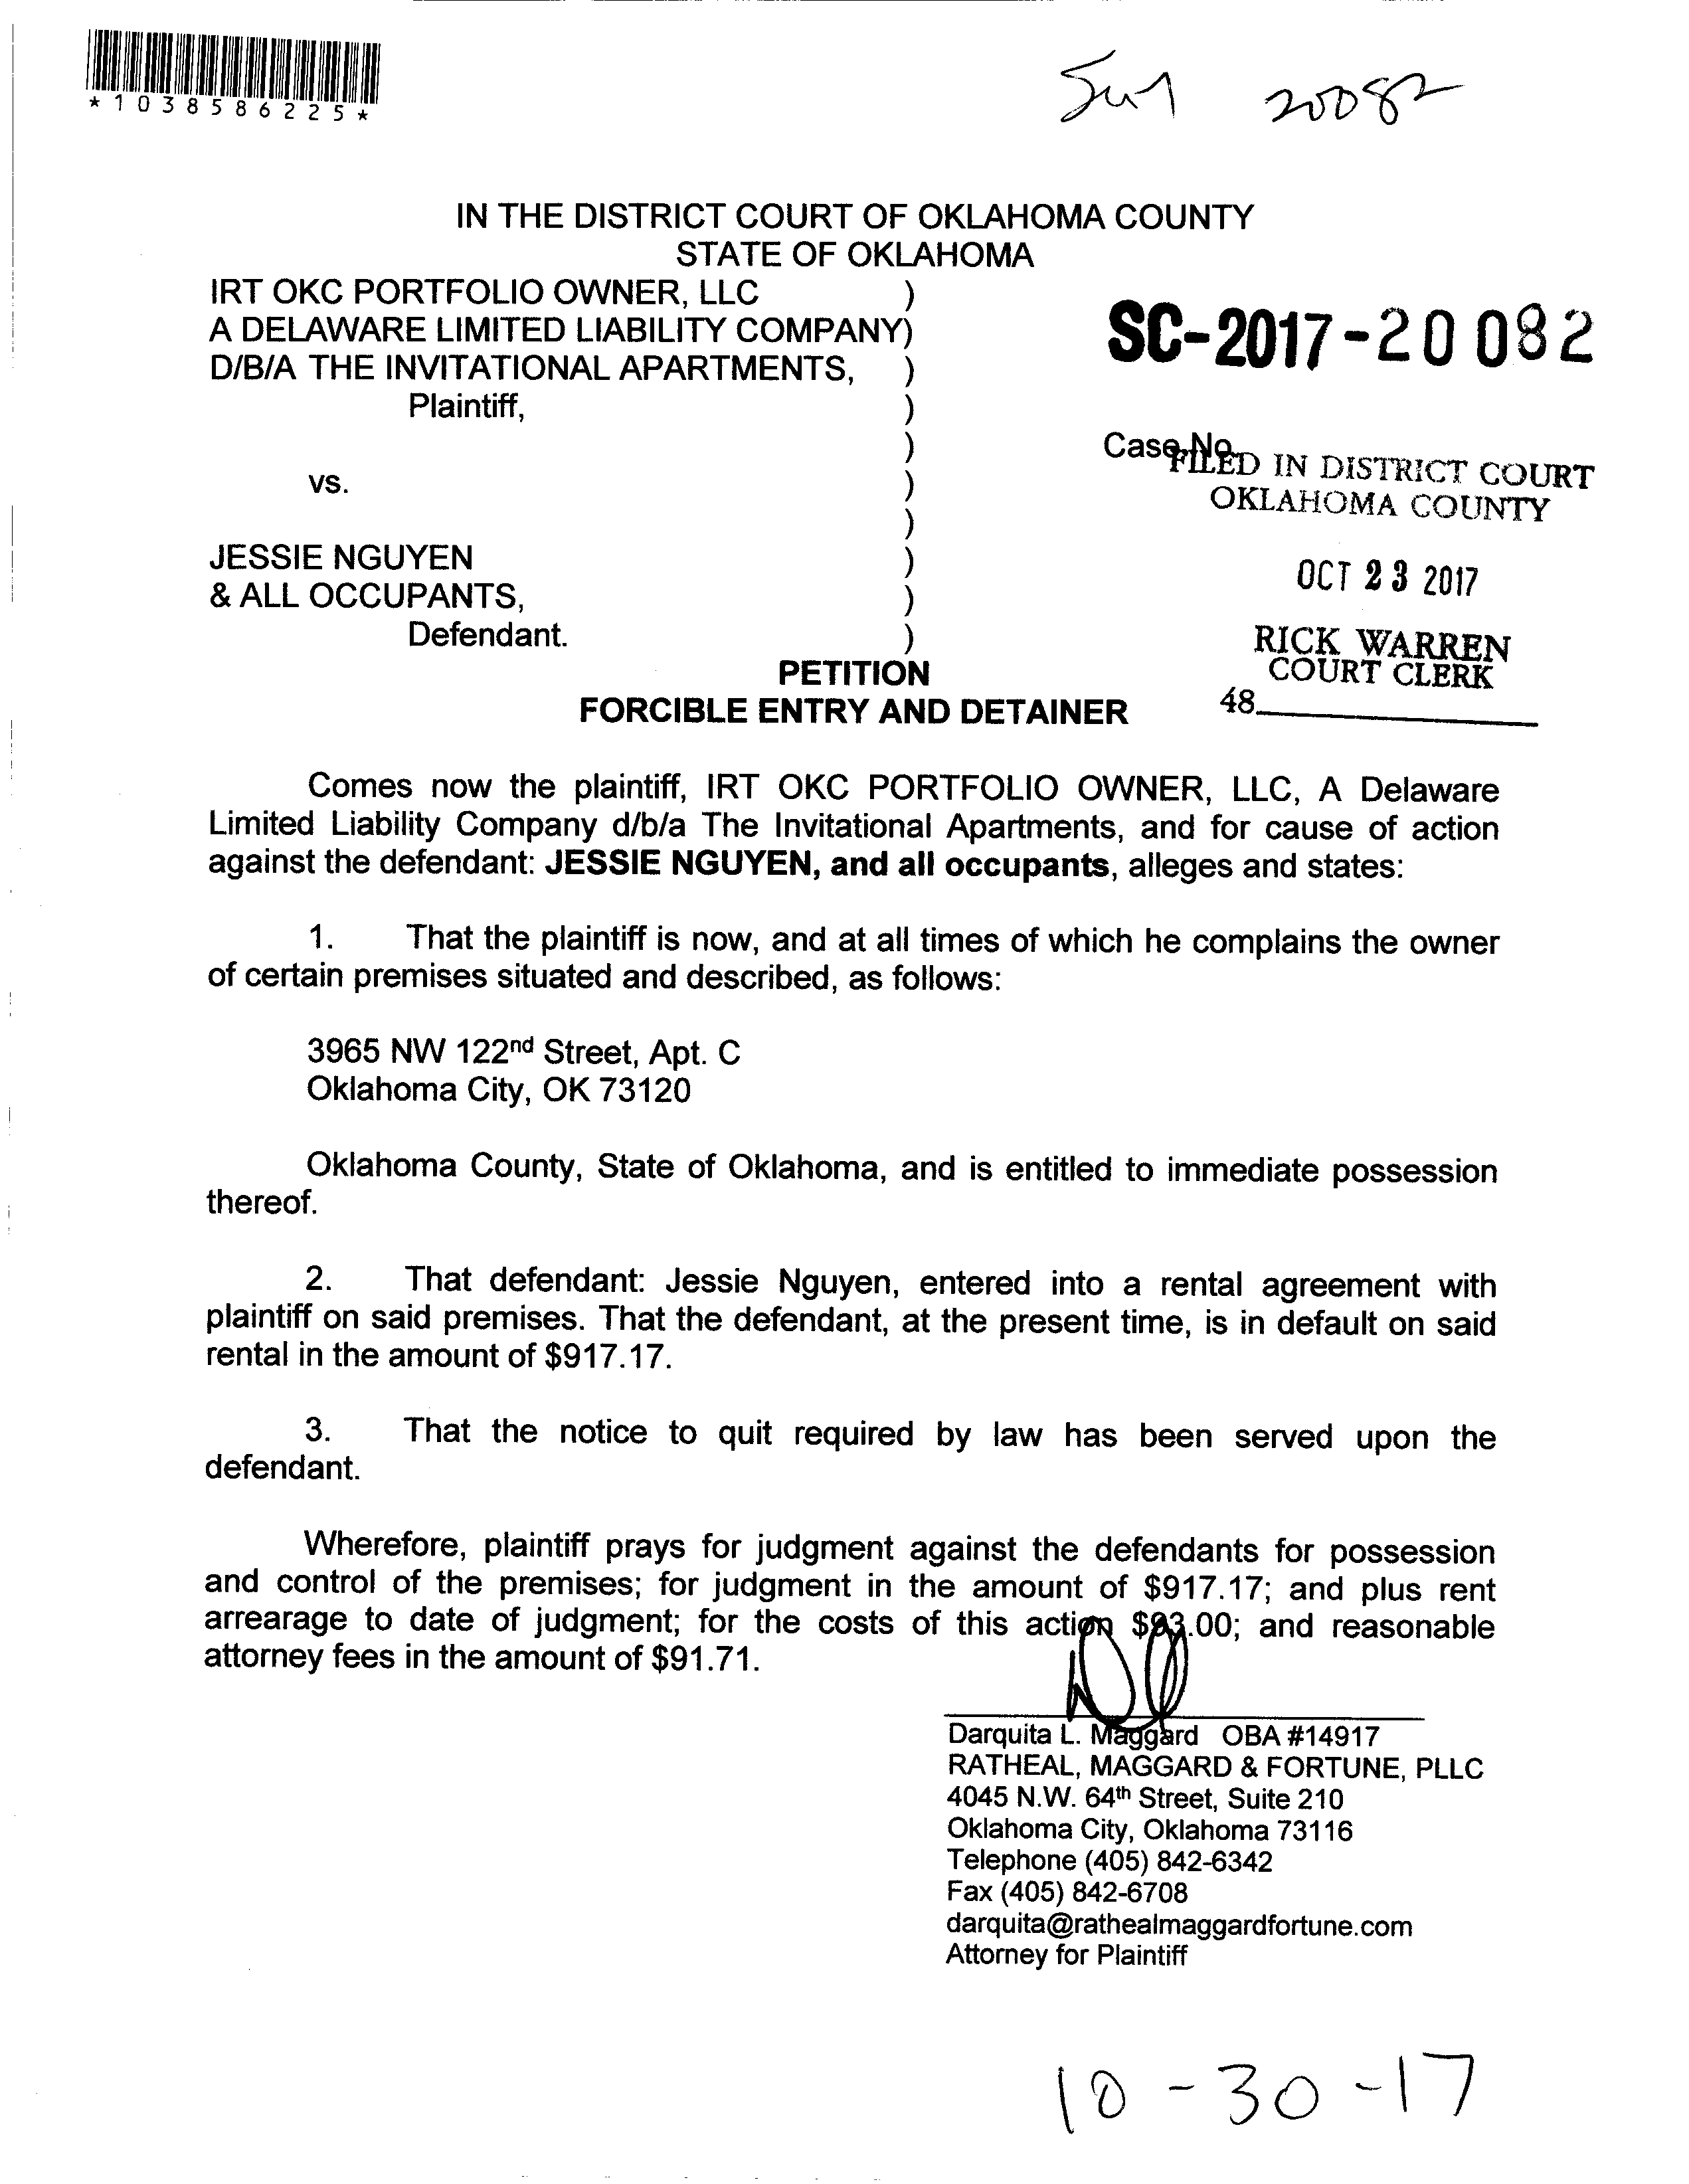 *1038586225*
20082
IN THE DISTRICT COURT OF OKLAHOMA COUNTY
STATE OF OKLAHOMA
IRT OKC PORTFOLIO OWNER, LLC )
A DELAWARE LIMITED LIABILITY COMPANY)
D/B/A THE INVITATIONAL APARTMENTS, )
Plaintiff, )
)
vs. )
)
JESSIE NGUYEN )
& ALL OCCUPANTS, )
Defendant. )
SC-2017-20082
Case No.
FILED IN DISTRICT COURT
OKLAHOMA COUNTY
OCT 23 2017
RICK WARREN
COURT CLERK
48
PETITION
FORCIBLE ENTRY AND DETAINER
Comes now the plaintiff, IRT OKC PORTFOLIO OWNER, LLC, A Delaware
Limited Liability Company d/b/a The Invitational Apartments, and for cause of action
against the defendant: JESSIE NGUYEN, and all occupants, alleges and states:
1. That the plaintiff is now, and at all times of which he complains the owner
of certain premises situated and described, as follows:
3965 NW 122nd Street, Apt. C
Oklahoma City, OK 73120
Oklahoma County, State of Oklahoma, and is entitled to immediate possession
thereof.
2. That defendant: Jessie Nguyen, entered into a rental agreement with
plaintiff on said premises. That the defendant, at the present time, is in default on said
rental in the amount of $917.17.
3. That the notice to quit required by law has been served upon the
defendant.
Wherefore, plaintiff prays for judgment against the defendants for possession
and control of the premises; for judgment in the amount of $917.17; and plus rent
arrearage to date of judgment; for the costs of this action $93.00; and reasonable
attorney fees in the amount of $91.71.
Darquita L. Maggard OBA #14917
RATHEAL, MAGGARD & FORTUNE, PLLC
4045 N.W. 64th Street, Suite 210
Oklahoma City, Oklahoma 73116
Telephone (405) 842-6342
Fax (405) 842-6708
darquita@rathealmaggardfortune.com
Attorney for Plaintiff
10-30-17